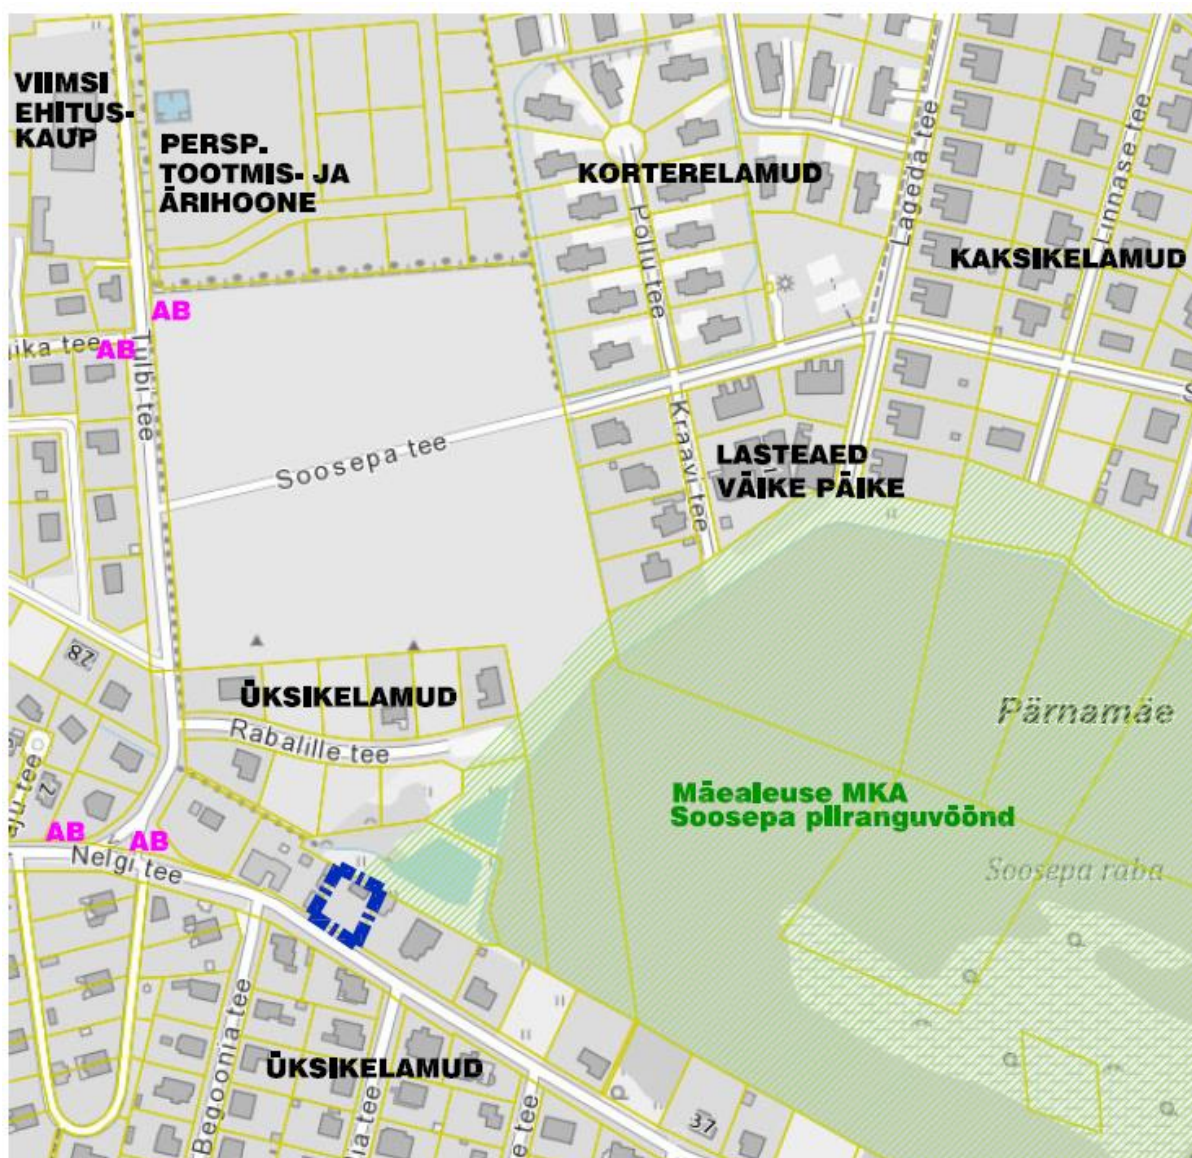 VIIMSI
EHITUS-
KAUP
PERSP.
TOOTMIS- JA
ÄRIHOONE
KORTERELAMUD
Lageda tee
Linnase tee
KAKSIKELAMUD
Põllu tee
AB
AB
Tulbi tee
Soosepa tee
Kraavi tee
LASTEAED
VÄIKE PÄIKE
28
ÜKSIKELAMUD
Rabalille tee
Pärnamäe
2
Mäealeuse MKA
Soosepa piiranguvöönd
AB
AB
Nelgi tee
Soosepa raba
Begoonia tee
ÜKSIKELAMUD
37